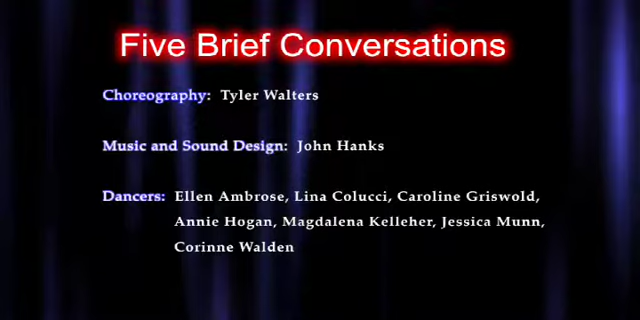 Five Brief Conversations
Choreography: Tyler Walters
Music and Sound Design: John Hanks
Dancers: Ellen Ambrose, Lina Colucci, Caroline Griswold,
Annie Hogan, Magdalena Kelleher, Jessica Munn,
Corinne Walden